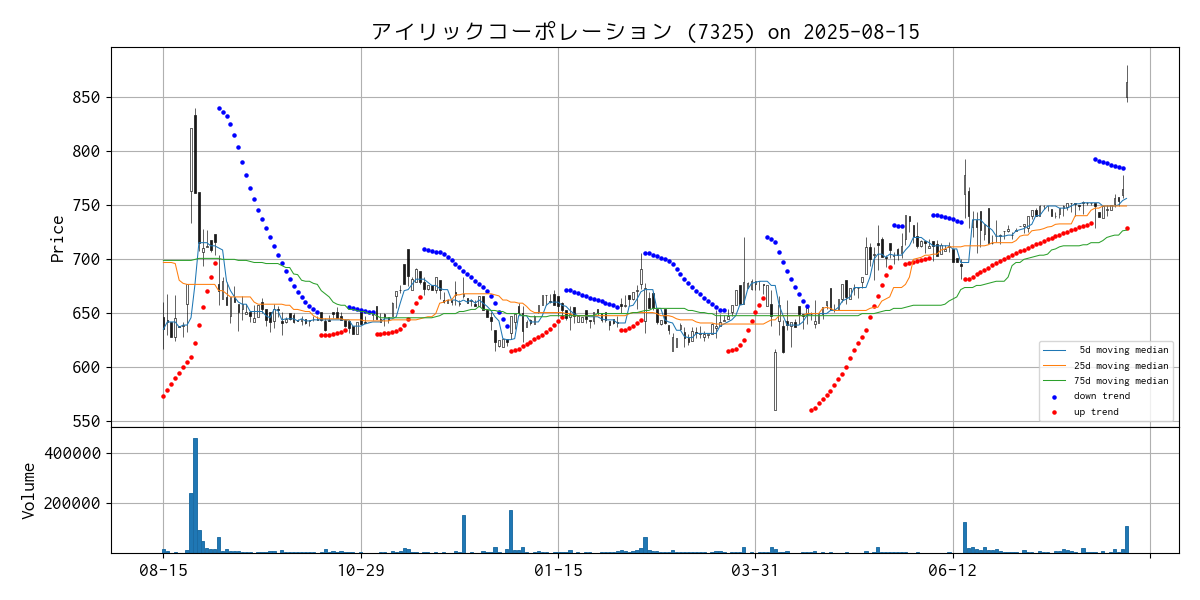 アイリックコーポレーション (7325) on 2025-08-15
Price
850
800
750
700
650
600
550
5d moving median
25d moving median
75d moving median
down trend
up trend
Volume
400000
200000
08-15
10-29
01-15
03-31
06-12